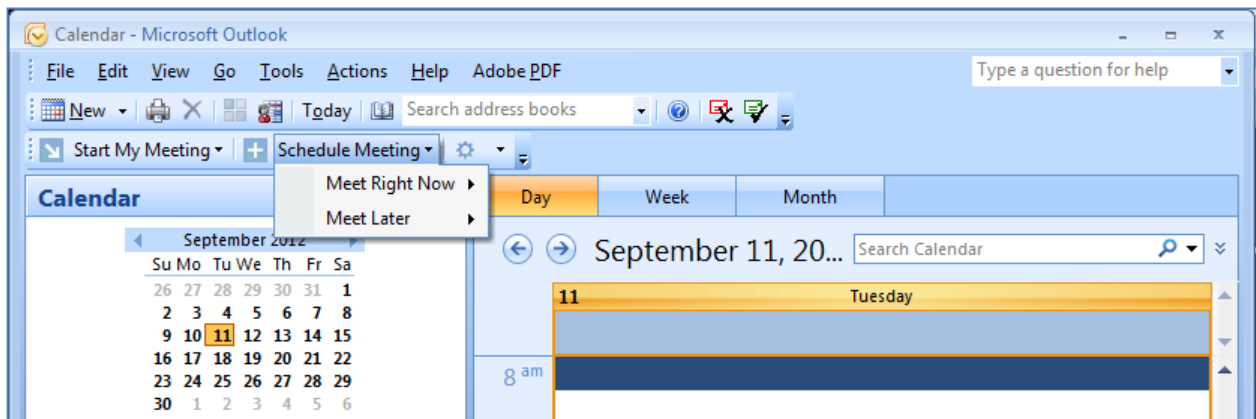 Calendar - Microsoft Outlook
File Edit View Go Tools Actions Help Adobe PDF Type a question for help
New Today Search address books
Start My Meeting Schedule Meeting
Meet Right Now
Meet Later
Calendar
Day Week Month
September 2012
September 11, 20... Search Calendar
Su Mo Tu We Th Fr Sa
26 27 28 29 30 31 1
2 3 4 5 6 7 8
9 10 11 12 13 14 15
16 17 18 19 20 21 22
23 24 25 26 27 28 29
30 1 2 3 4 5 6
11 Tuesday
8 am